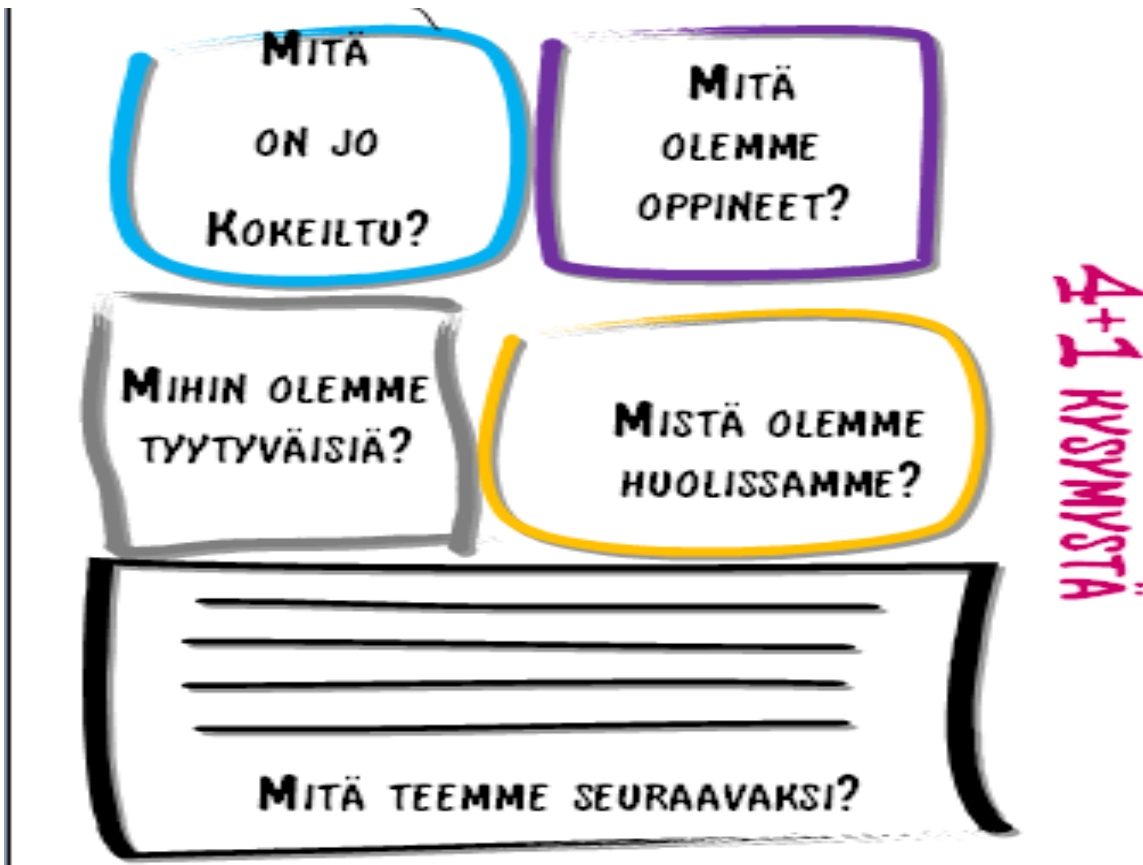 Mitä
on jo
Kokeiltu?
Mitä
olemme
oppineet?
Mihin olemme
tyytyväisiä?
Mistä olemme
huolissamme?
Mitä teemme seuraavaksi?
4+1 kysymystä